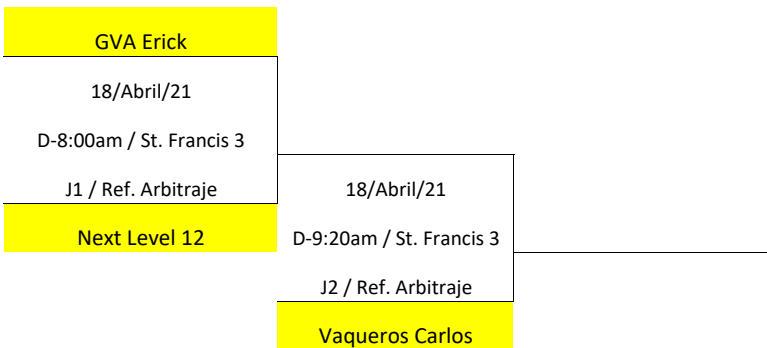 GVA Erick
18/Abril/21
D-8:00am / St. Francis 3
J1 / Ref. Arbitraje
Next Level 12
18/Abril/21
D-9:20am / St. Francis 3
J2 / Ref. Arbitraje
Vaqueros Carlos